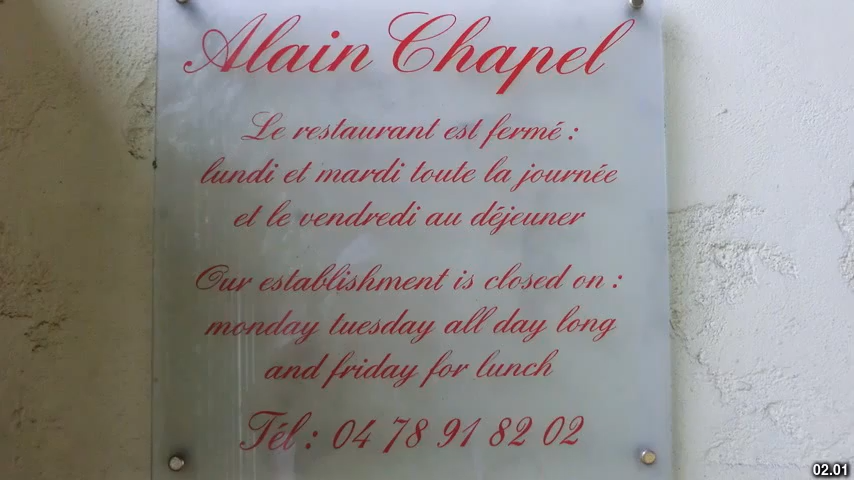 Alain Chapel
Le restaurant est fermé :
lundi et mardi toute la journée
et le vendredi au déjeuner
Our establishment is closed on :
monday tuesday all day long
and friday for lunch
Tél : 04 78 91 82 02
02.01